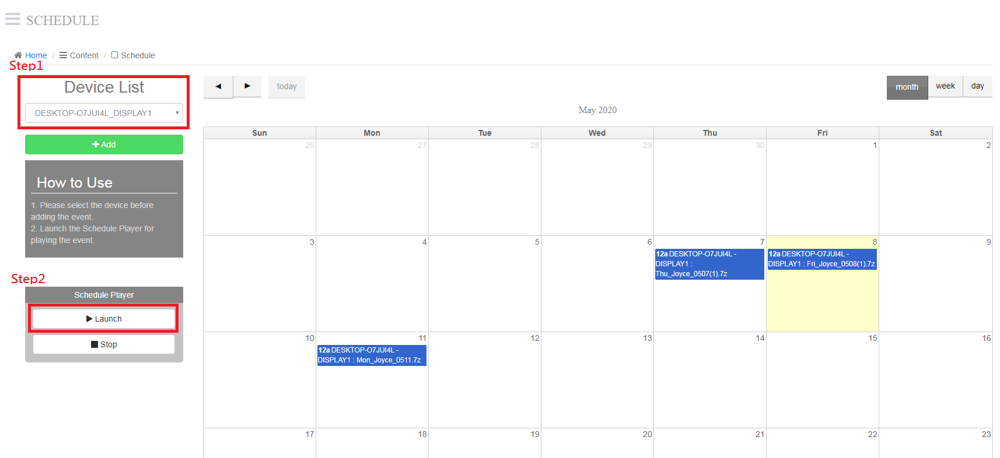 SCHEDULE
Home / Content / Schedule
Step1
Device List
DESKTOP-O7JUI4L_DISPLAY1
Add
How to Use
1. Please select the device before
adding the event.
2. Launch the Schedule Player for
playing the event.
Step2
Schedule Player
Launch
Stop
today
month week day
May 2020
Sun Mon Tue Wed Thu Fri Sat
26 27 28 29 30 1 2
3 4 5 6 7 8 9
12a DESKTOP-O7JUI4L -
DISPLAY1 :
Thu_Joyce_0507(1).7z
12a DESKTOP-O7JUI4L -
DISPLAY1 : Fri_Joyce_0508(1).7z
10 11 12 13 14 15 16
12a DESKTOP-O7JUI4L -
DISPLAY1 : Mon_Joyce_0511.7z
17 18 19 20 21 22 23